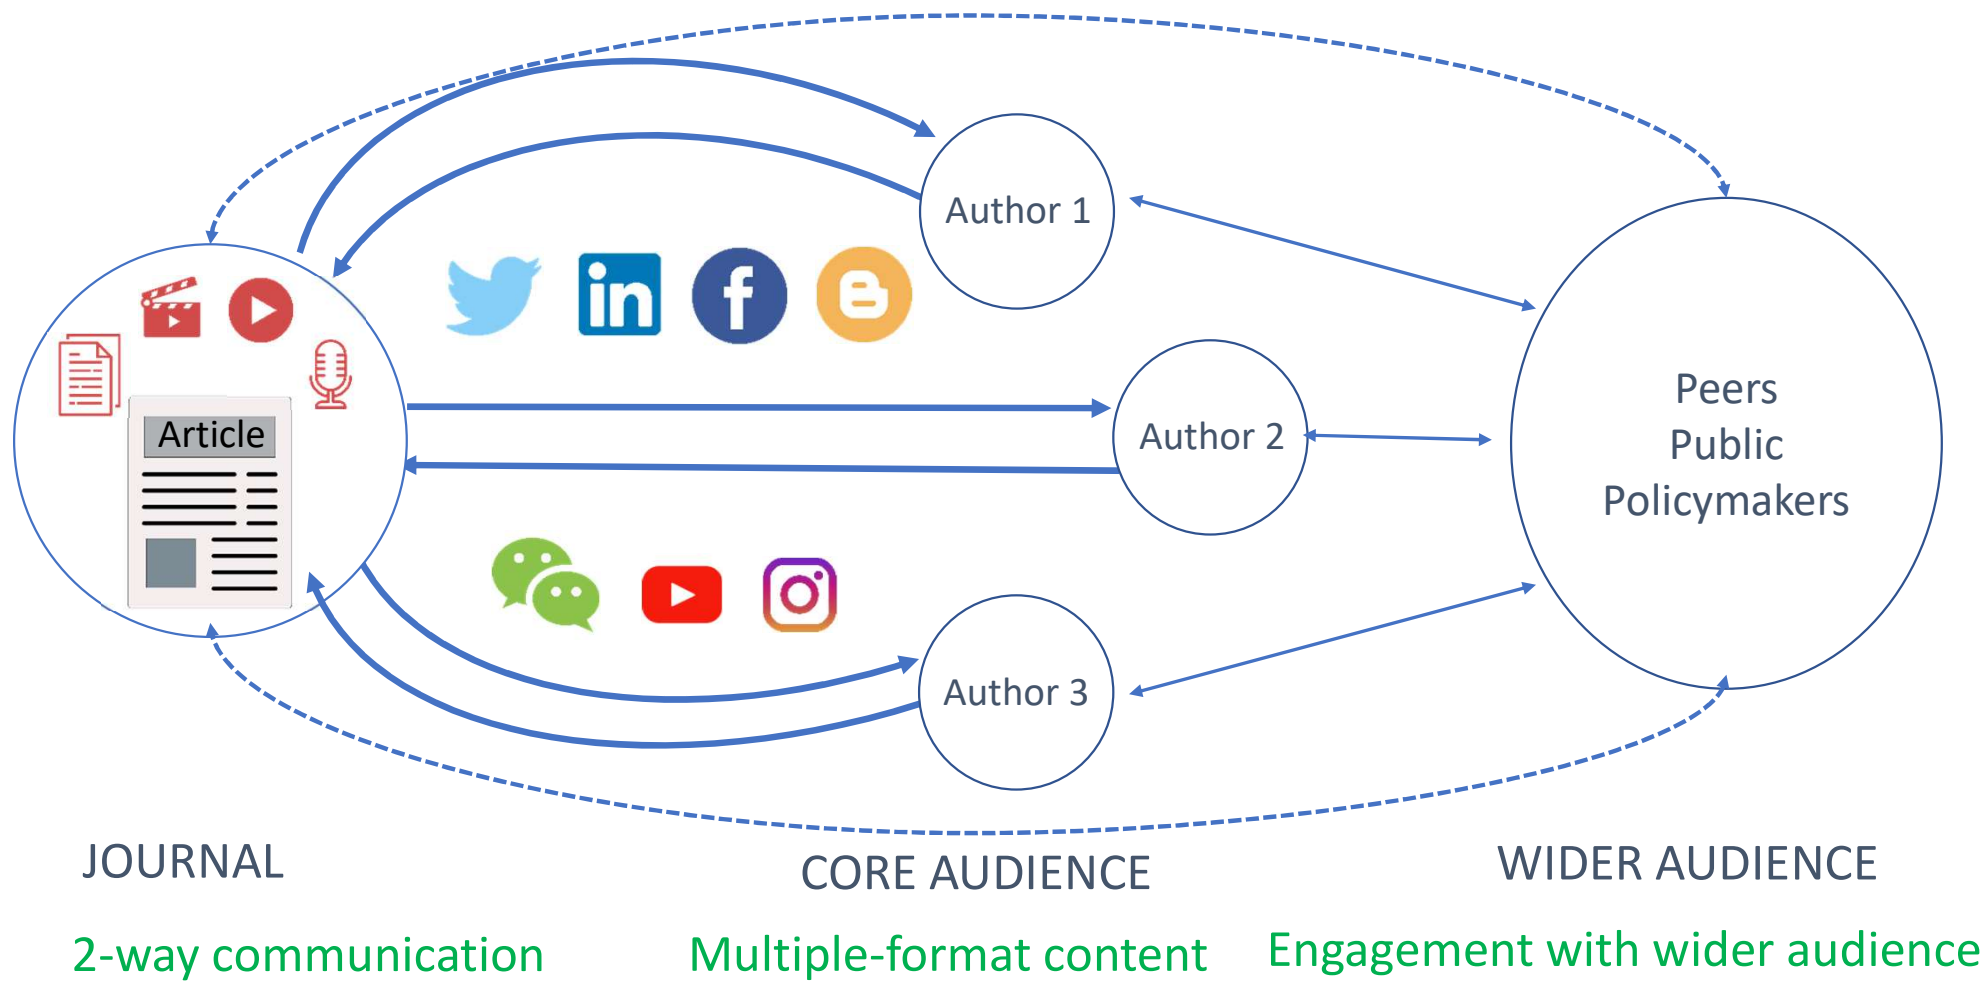 Author 1
in
f
B
Article
Author 2
Peers
Public
Policymakers
Author 3
JOURNAL
CORE AUDIENCE
WIDER AUDIENCE
2-way communication
Multiple-format content
Engagement with wider audience